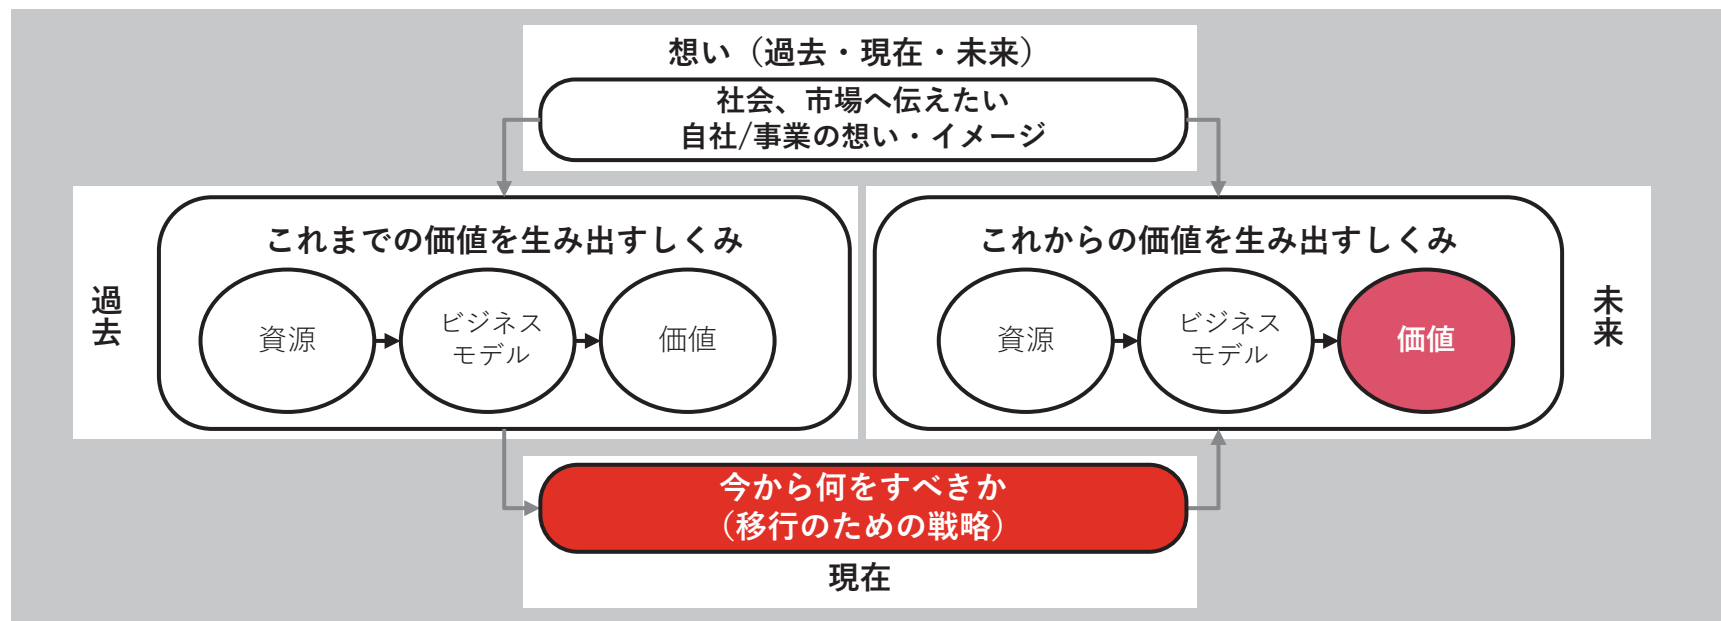 想い（過去・現在・未来）
社会、市場へ伝えたい
自社/事業の想い・イメージ
過去
これまでの価値を生み出すしくみ
資源
ビジネス
モデル
価値
これからの価値を生み出すしくみ
資源
ビジネス
モデル
価値
未来
今から何をすべきか
（移行のための戦略）
現在